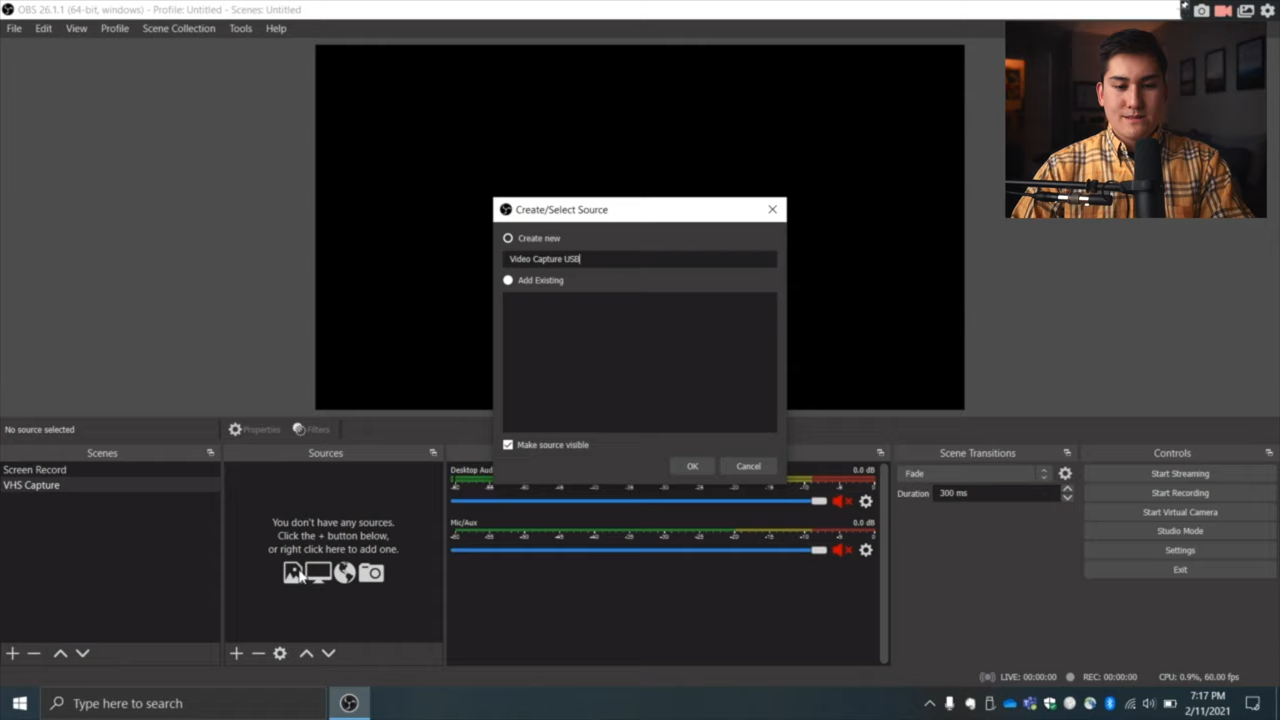 OBS 26.1.1 (64-bit, windows) - Profile: Untitled - Scenes: Untitled
File Edit View Profile Scene Collection Tools Help
Create/Select Source
Create new
Video Capture USB
Add Existing
Make source visible
OK Cancel
No source selected
Properties Filters
Scenes
Screen Record
VHS Capture
Sources
You don't have any sources.
Click the + button below,
or right click here to add one.
Desktop Aud 0.0 dB
Mic/Aux 0.0 dB
Scene Transitions
Fade
Duration 300 ms
Controls
Start Streaming
Start Recording
Start Virtual Camera
Studio Mode
Settings
Exit
LIVE: 00:00:00 REC: 00:00:00 CPU: 0.9%, 60.00 fps
Type here to search
7:17 PM
2/11/2021